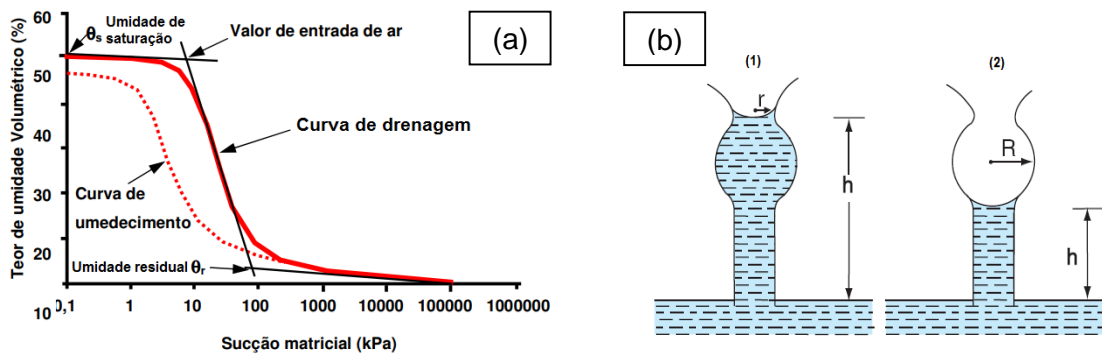 Teor de umidade Volumétrico (%)
60
50
40
30
20
10
θs Umidade de
saturação
Valor de entrada de ar
(a)
Curva de drenagem
Curva de
umedecimento
Umidade residual θr
0,1 1 10 100 1000 10000 100000 1000000
Sucção matricial (kPa)
(b)
(1)
r
h
(2)
R
h